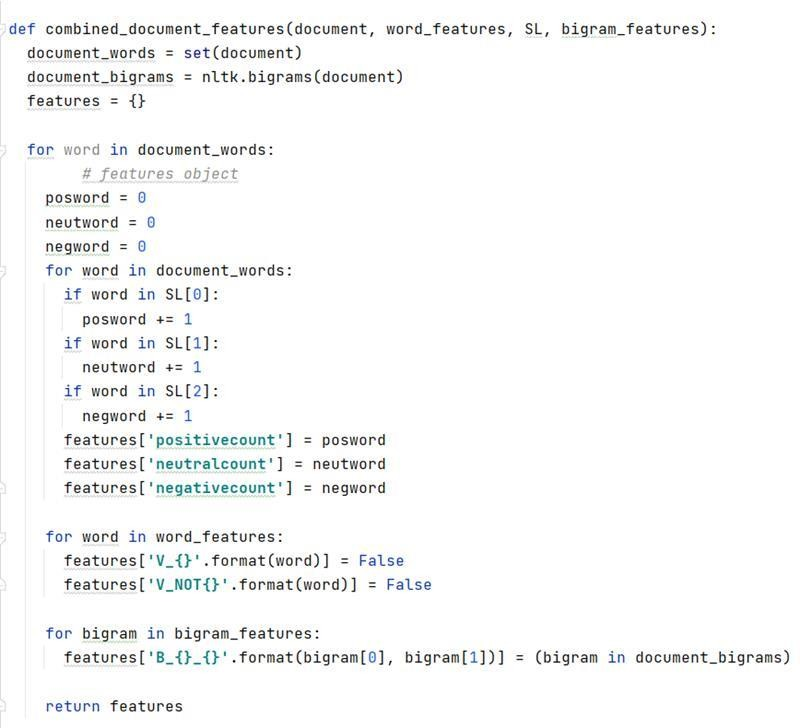 def combined_document_features(document, word_features, SL, bigram_features):
document_words = set(document)
document_bigrams = nltk.bigrams(document)
features = {}
for word in document_words:
# features object
posword = 0
neutword = 0
negword = 0
for word in document_words:
if word in SL[0]:
posword += 1
if word in SL[1]:
neutword += 1
if word in SL[2]:
negword += 1
features['positivecount'] = posword
features['neutralcount'] = neutword
features['negativecount'] = negword
for word in word_features:
features['V_{}'.format(word)] = False
features['V_NOT{}'.format(word)] = False
for bigram in bigram_features:
features['B_{}_{}'.format(bigram[0], bigram[1])] = (bigram in document_bigrams)
return features